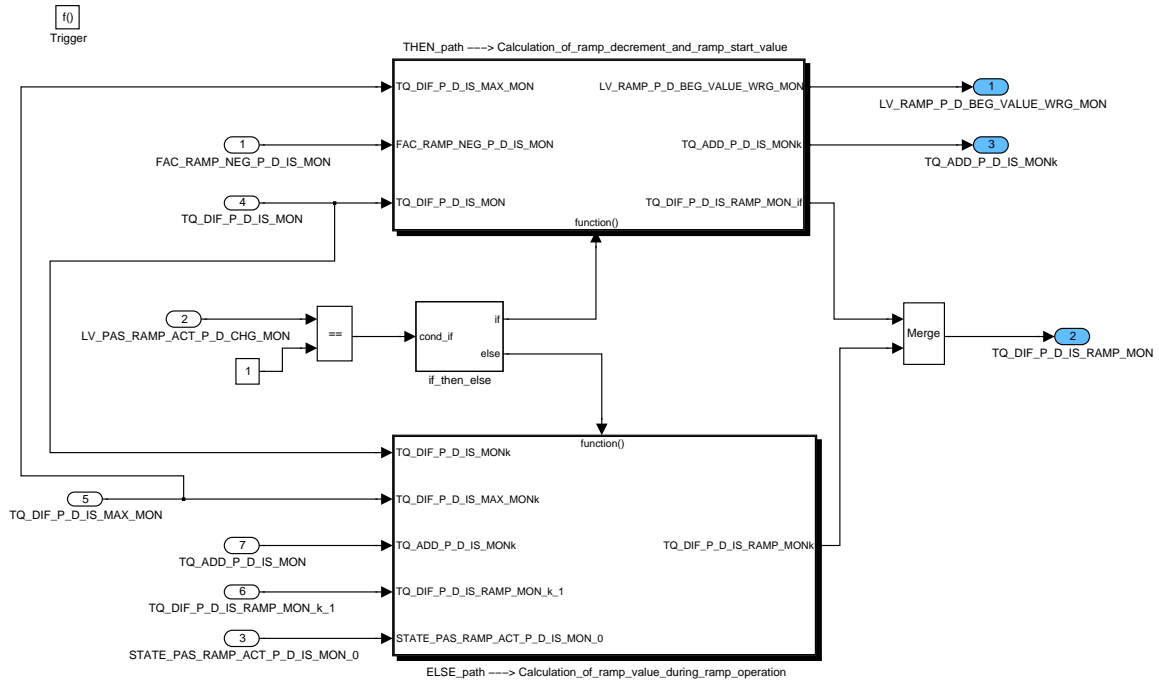 f()
Trigger
THEN_path −−−> Calculation_of_ramp_decrement_and_ramp_start_value
TQ_DIF_P_D_IS_MAX_MON
LV_RAMP_P_D_BEG_VALUE_WRG_MON
1
LV_RAMP_P_D_BEG_VALUE_WRG_MON
1
FAC_RAMP_NEG_P_D_IS_MON
FAC_RAMP_NEG_P_D_IS_MON
TQ_ADD_P_D_IS_MONk
3
TQ_ADD_P_D_IS_MONk
4
TQ_DIF_P_D_IS_MON
TQ_DIF_P_D_IS_MON
TQ_DIF_P_D_IS_RAMP_MON_if
function()
2
LV_PAS_RAMP_ACT_P_D_CHG_MON
1
==
cond_if
if
else
if_then_else
Merge
2
TQ_DIF_P_D_IS_RAMP_MON
function()
TQ_DIF_P_D_IS_MONk
5
TQ_DIF_P_D_IS_MAX_MON
TQ_DIF_P_D_IS_MAX_MONk
7
TQ_ADD_P_D_IS_MON
TQ_ADD_P_D_IS_MONk
TQ_DIF_P_D_IS_RAMP_MONk
6
TQ_DIF_P_D_IS_RAMP_MON_k_1
TQ_DIF_P_D_IS_RAMP_MON_k_1
3
STATE_PAS_RAMP_ACT_P_D_IS_MON_0
STATE_PAS_RAMP_ACT_P_D_IS_MON_0
ELSE_path −−−> Calculation_of_ramp_value_during_ramp_operation